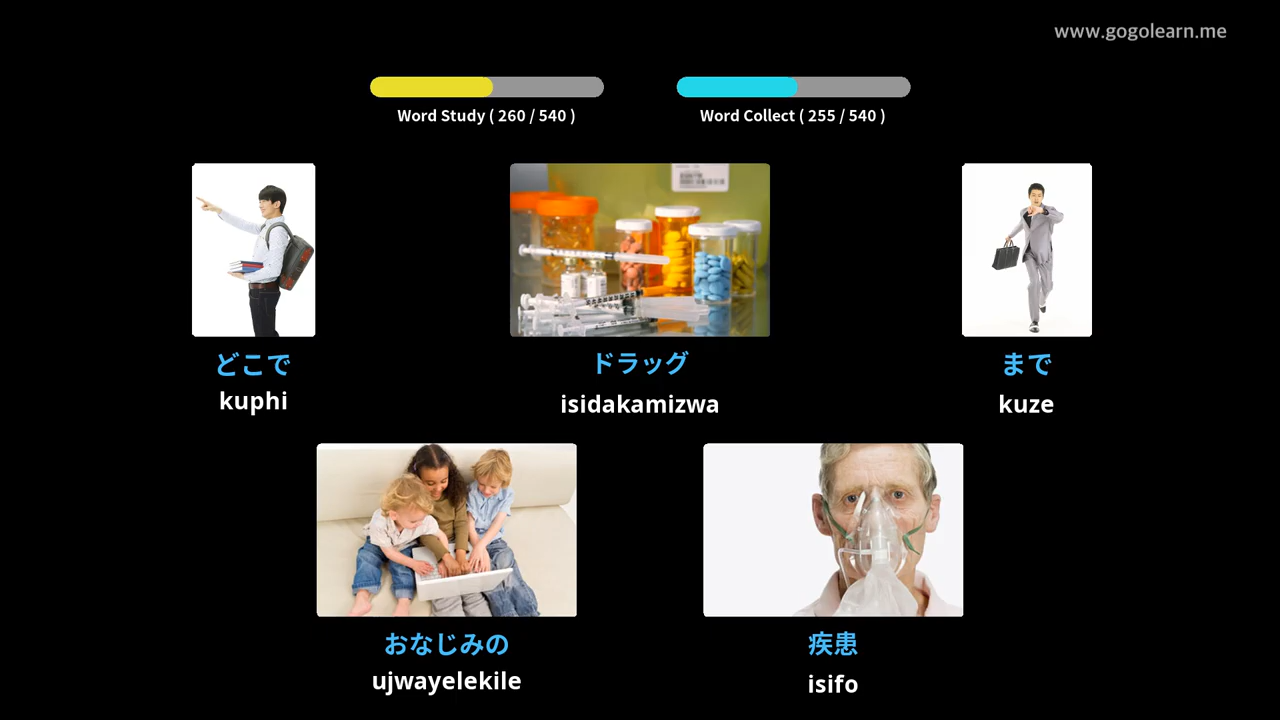 www.gogolearn.me
Word Study ( 260 / 540 )
Word Collect ( 255 / 540 )
どこで
kuphi
ドラッグ
isidakamizwa
まで
kuze
おなじみの
ujwayelekile
疾患
isifo